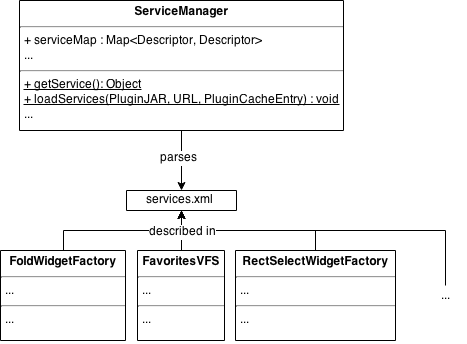 ServiceManager
+ serviceMap : Map<Descriptor, Descriptor>
...
+ getService(): Object
+ loadServices(PluginJAR, URL, PluginCacheEntry) : void
...
parses
services.xml
described in
FoldWidgetFactory
...
...
FavoritesVFS
...
...
RectSelectWidgetFactory
...
...
...